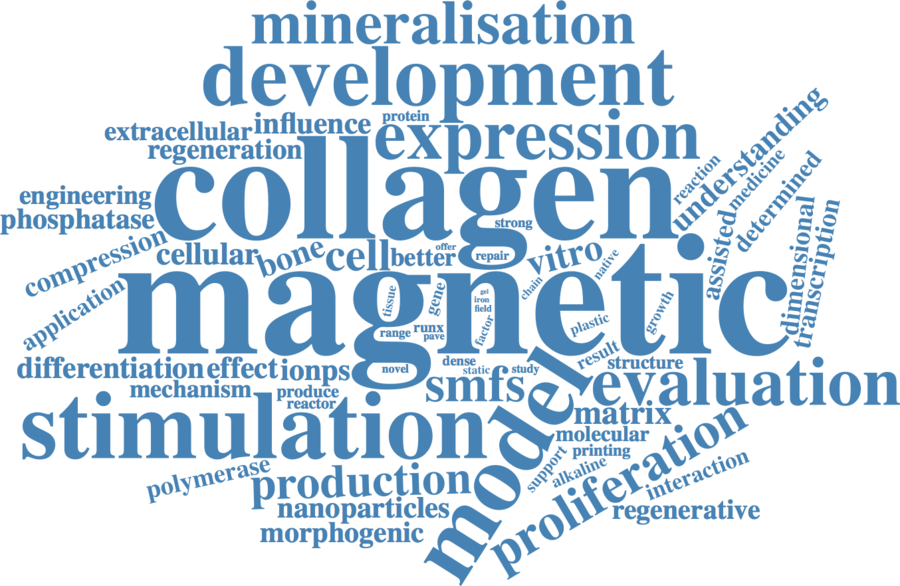 mineralisation
development
protein
extracellular
influence
expression
regeneration
collagen
reaction
understanding
medicine
determined
engineering
phosphatase
strong
assisted
dimensional
transcription
compression
cellular
bone
cell
better
offer
repair
vitro
native
chain
magnetic
application
tissue
gene
gel
iron
field
factor
growth
plastic
range
runx
pave
novel
dense
static
study
result
structure
differentiation
effect
ionps
smfs
model
evaluation
mechanism
produce
reactor
matrix
stimulation
molecular
printing
support
alkaline
proliferation
interaction
polymerase
production
nanoparticles
regenerative
morphogenic